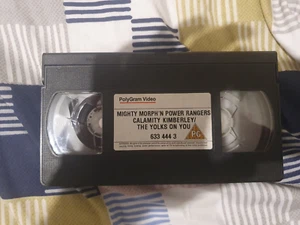 PolyGram Video
MIGHTY MORPH'N POWER RANGERS
CALAMITY KIMBERLEY/
THE YOLKS ON YOU
633 444 3
PG